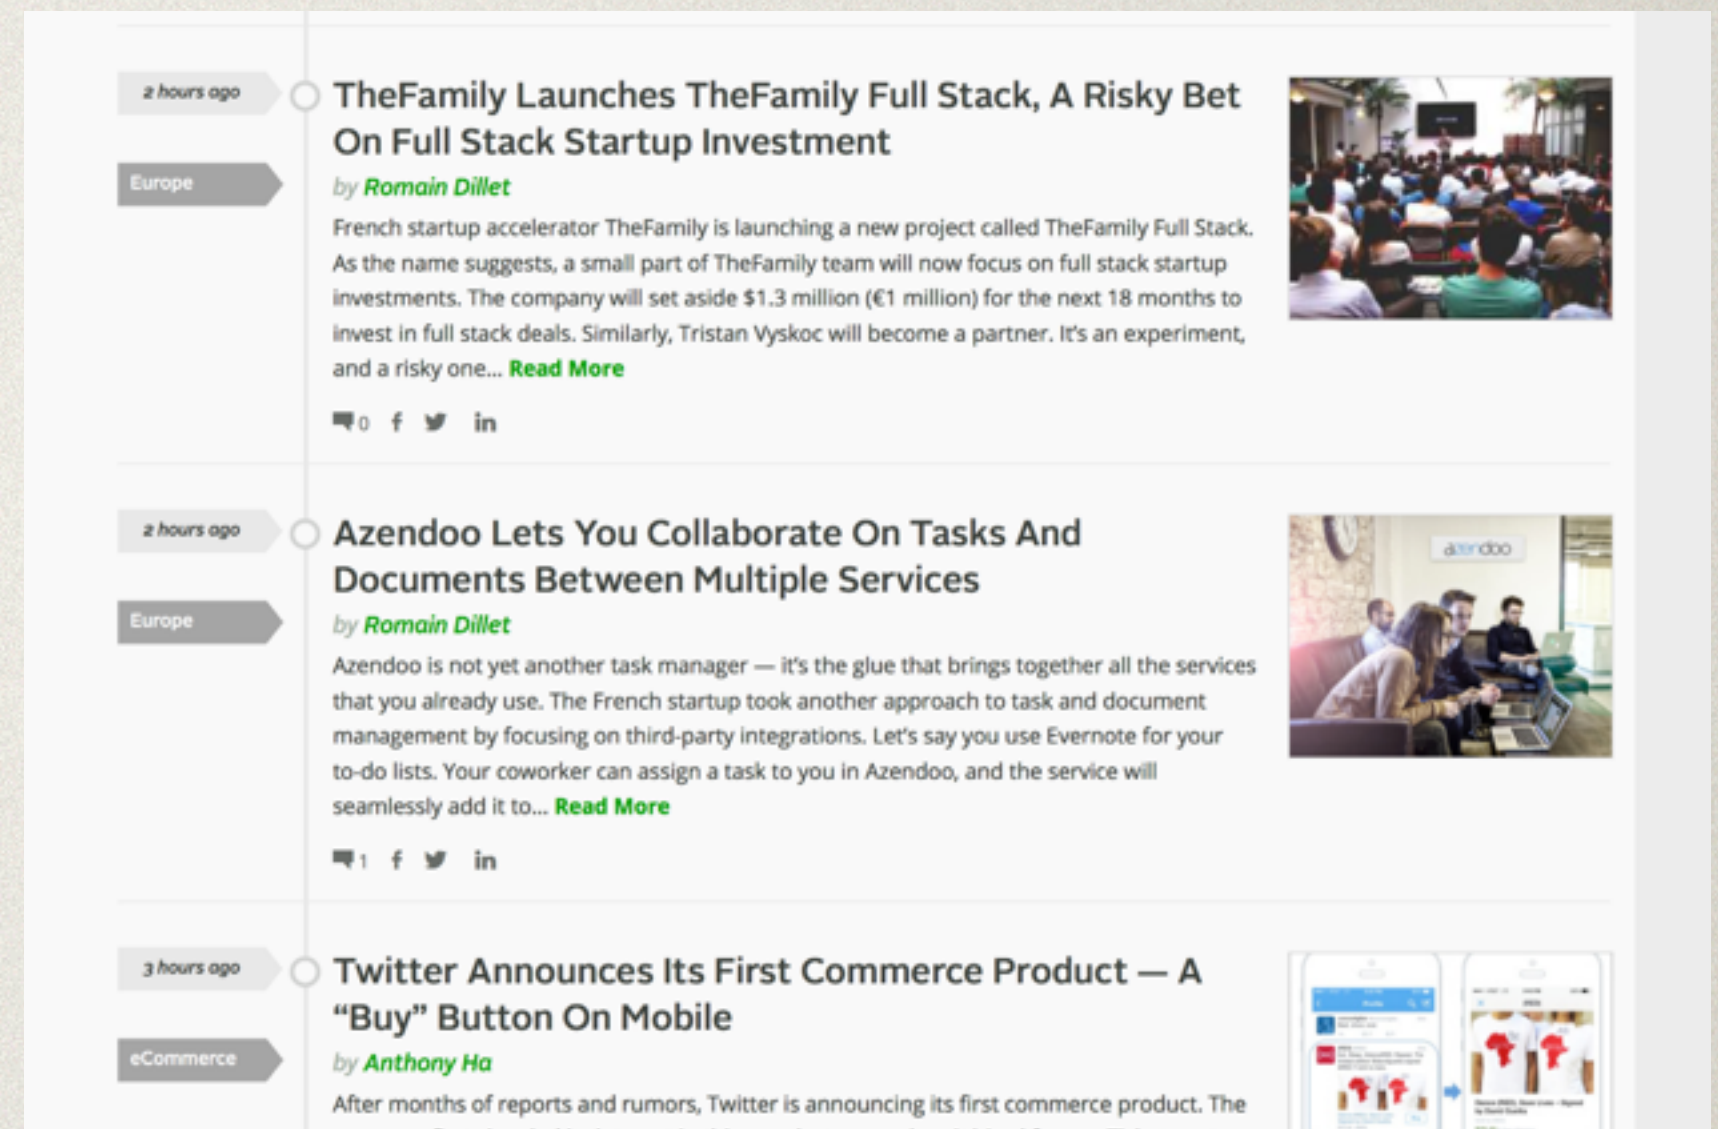 2 hours ago
Europe
TheFamily Launches TheFamily Full Stack, A Risky Bet
On Full Stack Startup Investment
by Romain Dillet
French startup accelerator TheFamily is launching a new project called TheFamily Full Stack.
As the name suggests, a small part of TheFamily team will now focus on full stack startup
investments. The company will set aside $1.3 million (€1 million) for the next 18 months to
invest in full stack deals. Similarly, Tristan Vyskoc will become a partner. It's an experiment,
and a risky one... Read More
0 f in
2 hours ago
Europe
Azendoo Lets You Collaborate On Tasks And
Documents Between Multiple Services
by Romain Dillet
Azendoo is not yet another task manager — it's the glue that brings together all the services
that you already use. The French startup took another approach to task and document
management by focusing on third-party integrations. Let's say you use Evernote for your
to-do lists. Your coworker can assign a task to you in Azendoo, and the service will
seamlessly add it to... Read More
1 f in
azendoo
3 hours ago
eCommerce
Twitter Announces Its First Commerce Product — A
“Buy” Button On Mobile
by Anthony Ha
After months of reports and rumors, Twitter is announcing its first commerce product. The